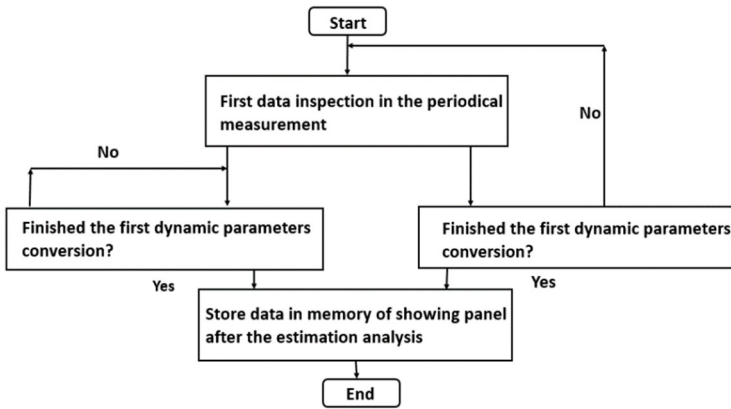 Start
First data inspection in the periodical
measurement
No
No
Finished the first dynamic parameters
conversion?
Finished the first dynamic parameters
conversion?
Yes
Yes
Store data in memory of showing panel
after the estimation analysis
End